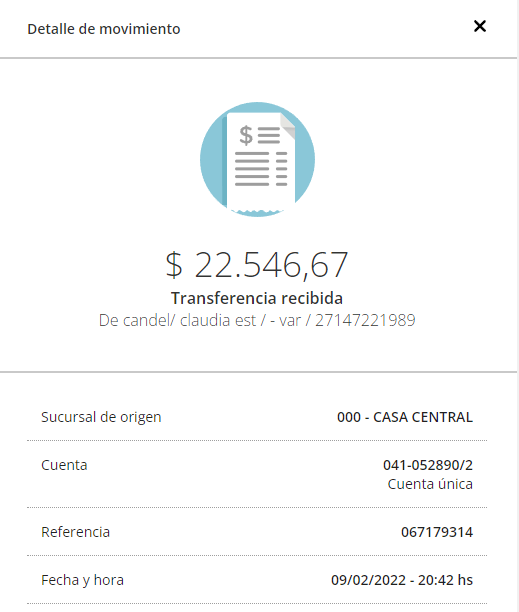 Detalle de movimiento
$
$ 22.546,67
Transferencia recibida
De candel/ claudia est / - var / 27147221989
Sucursal de origen 000 - CASA CENTRAL
Cuenta 041-052890/2
Cuenta única
Referencia 067179314
Fecha y hora 09/02/2022 - 20:42 hs